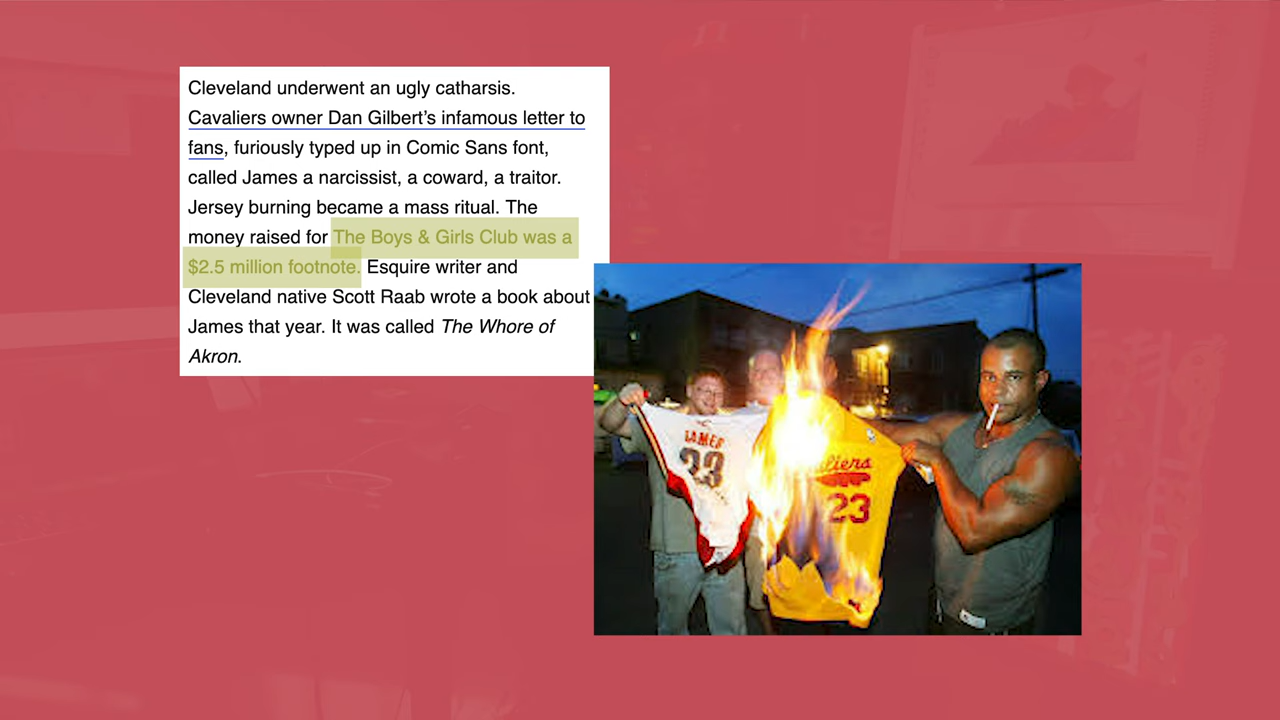 Cleveland underwent an ugly catharsis.
Cavaliers owner Dan Gilbert’s infamous letter to
fans, furiously typed up in Comic Sans font,
called James a narcissist, a coward, a traitor.
Jersey burning became a mass ritual. The
money raised for The Boys & Girls Club was a
$2.5 million footnote. Esquire writer and
Cleveland native Scott Raab wrote a book about
James that year. It was called The Whore of
Akron.
23
23